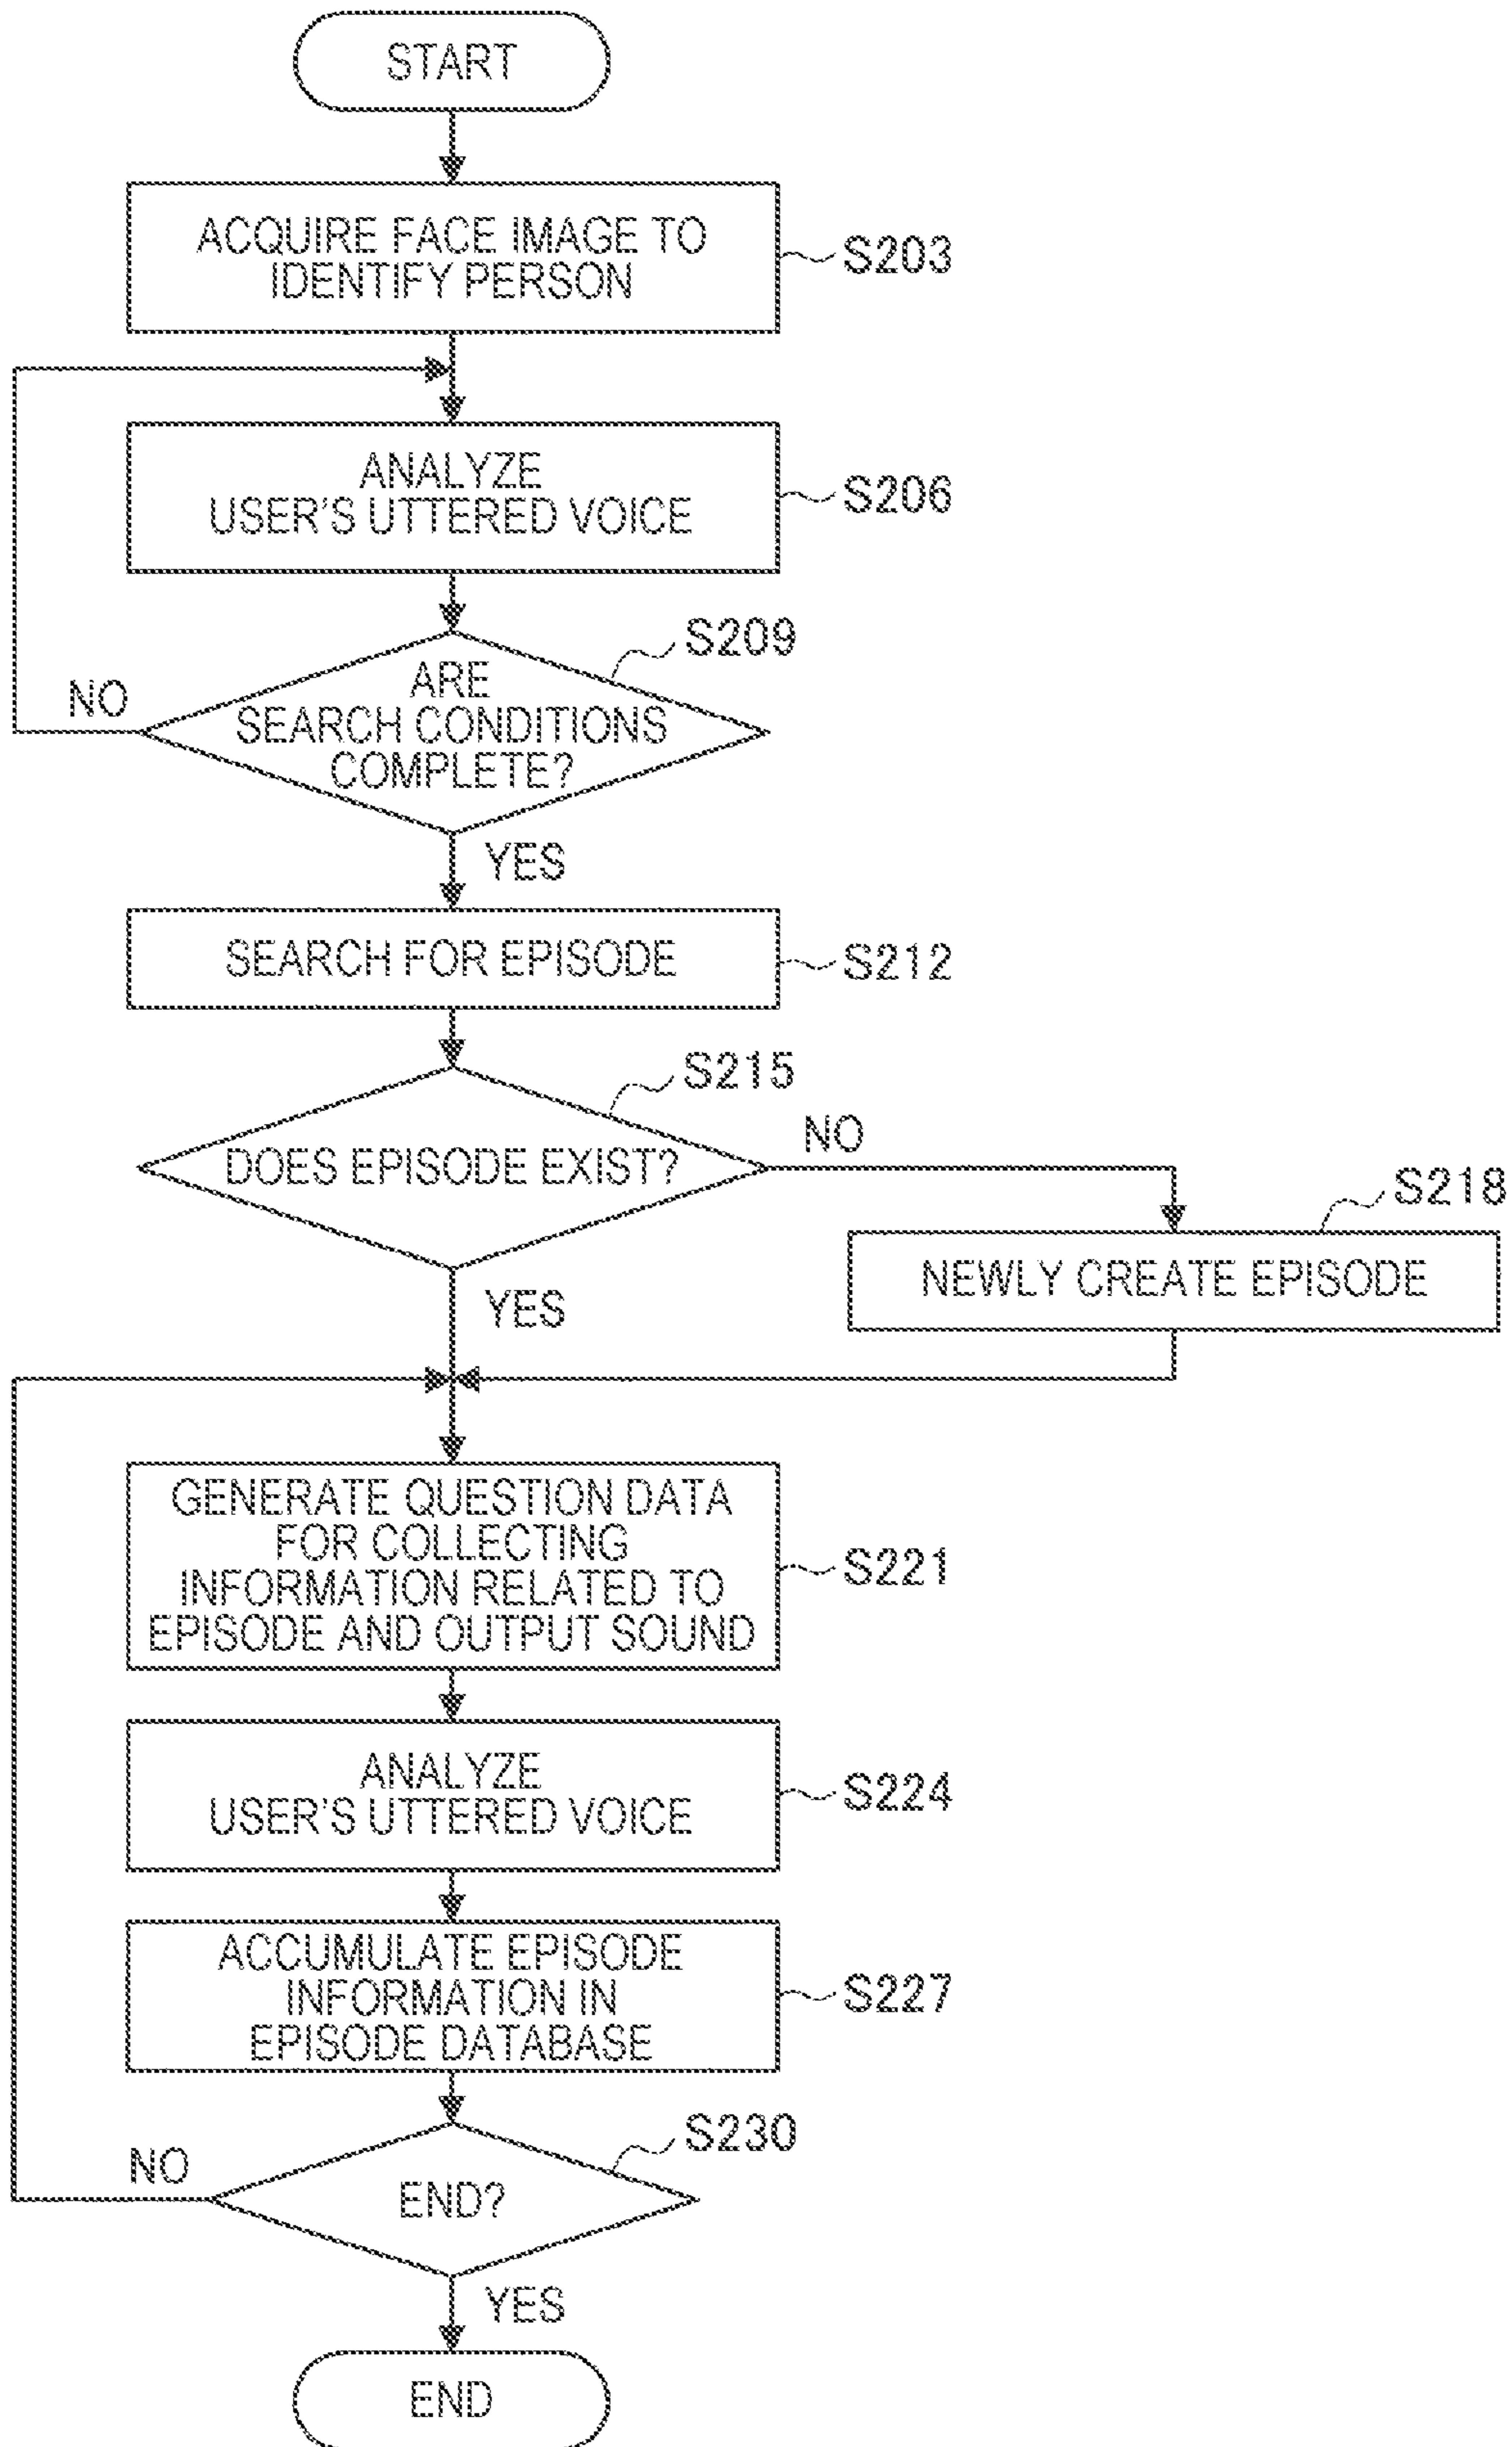 START
ACQUIRE FACE IMAGE TO
IDENTIFY PERSON
S203
ANALYZE
USER'S UTTERED VOICE
S206
S209
NO
ARE
SEARCH CONDITIONS
COMPLETE?
YES
SEARCH FOR EPISODE
S212
S215
DOES EPISODE EXIST?
NO
S218
NEWLY CREATE EPISODE
YES
GENERATE QUESTION DATA
FOR COLLECTING
INFORMATION RELATED TO
EPISODE AND OUTPUT SOUND
S221
ANALYZE
USER'S UTTERED VOICE
S224
ACCUMULATE EPISODE
INFORMATION IN
EPISODE DATABASE
S227
S230
NO
END?
YES
END